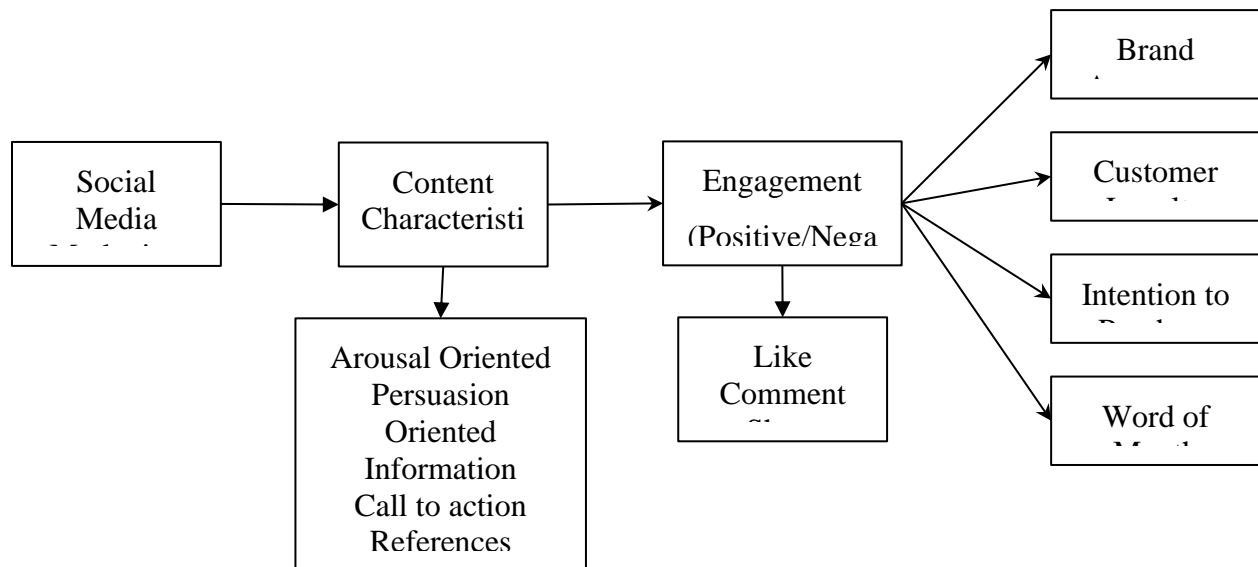 Social
Media
Content
Characteristi
Engagement
(Positive/Nega
Brand
Customer
Intention to
Word of
Arousal Oriented
Persuasion
Oriented
Information
Call to action
References
Like
Comment